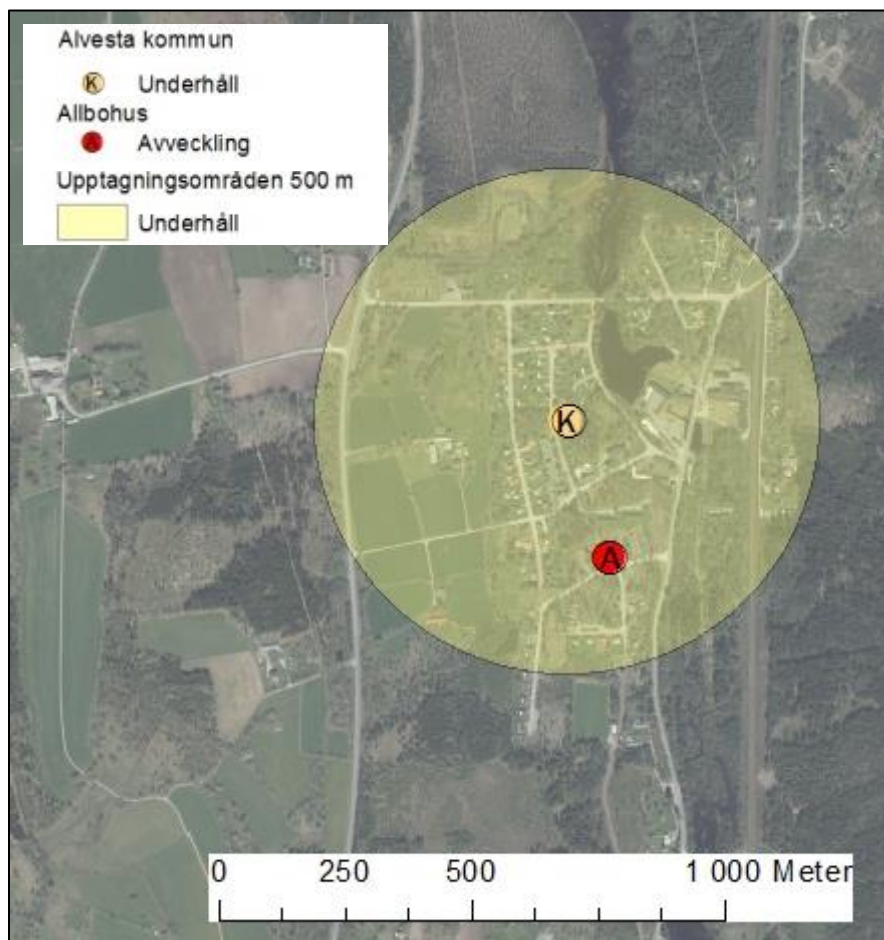 Alvesta kommun
K Underhåll
Allbohus
A Avveckling
Upptagningsområden 500 m
Underhåll
K
A
0 250 500 1 000 Meter